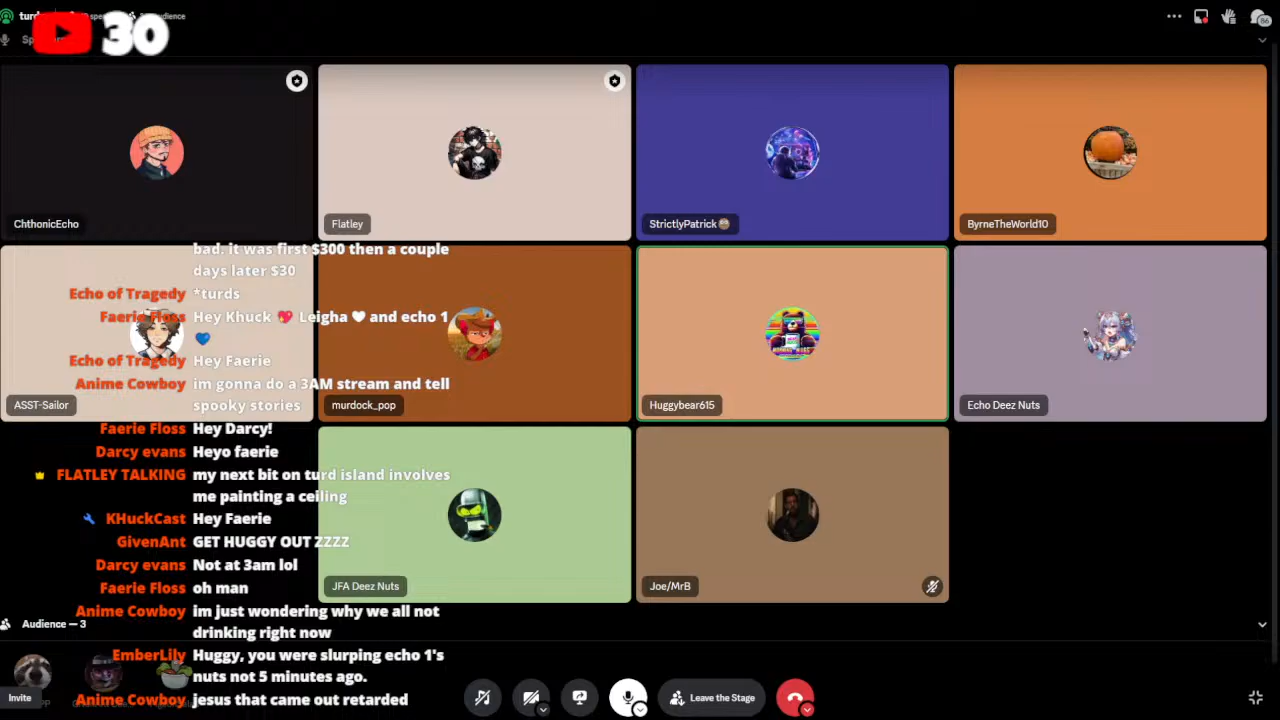 30
86
ChthonicEcho
Flatley
StrictlyPatrick
ByrneTheWorld10
bad. it was first $300 then a couple
days later $30
Echo of Tragedy *turds
Faerie Floss Hey Khuck 💖 Leigha 🤍 and echo 1
💙
Echo of Tragedy Hey Faerie
Anime Cowboy im gonna do a 3AM stream and tell
spooky stories
ASST-Sailor
murdock_pop
Huggybear615
Echo Deez Nuts
Faerie Floss Hey Darcy!
Darcy evans Heyo faerie
FLATLEY TALKING my next bit on turd island involves
me painting a ceiling
KHuckCast Hey Faerie
GivenAnt GET HUGGY OUT ZZZZ
Darcy evans Not at 3am lol
Faerie Floss oh man
JFA Deez Nuts
Joe/MrB
Anime Cowboy im just wondering why we all not
drinking right now
Audience — 3
EmberLily Huggy, you were slurping echo 1's
nuts not 5 minutes ago.
Anime Cowboy jesus that came out retarded
Invite
Leave the Stage